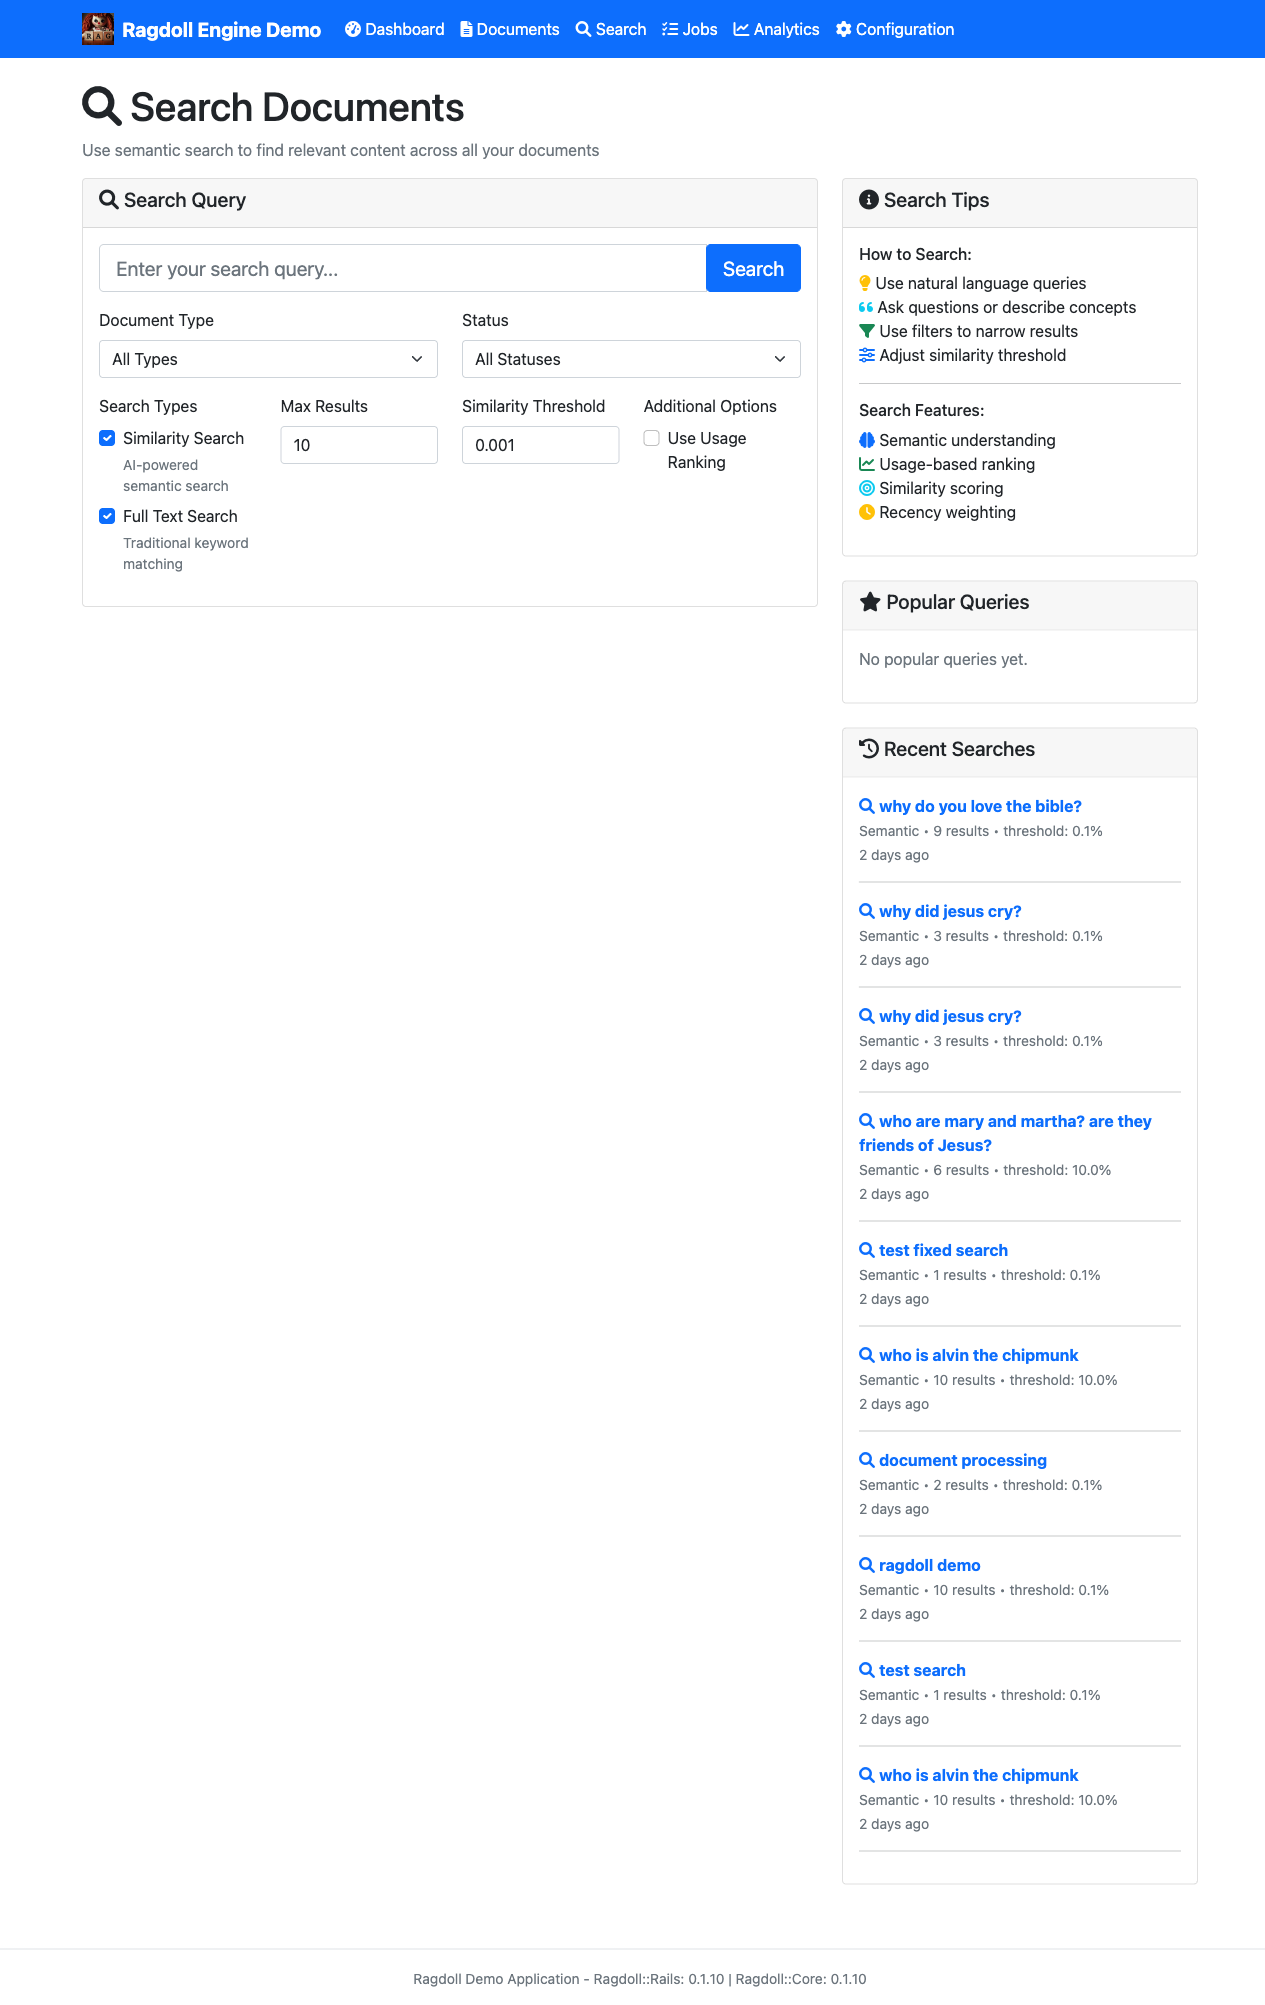 RAG
Ragdoll Engine Demo Dashboard Documents Search Jobs Analytics Configuration
Search Documents
Use semantic search to find relevant content across all your documents
Search Query
Enter your search query...
Search
Document Type
All Types
Status
All Statuses
Search Types
Similarity Search
AI-powered
semantic search
Full Text Search
Traditional keyword
matching
Max Results
10
Similarity Threshold
0.001
Additional Options
Use Usage
Ranking
Search Tips
How to Search:
Use natural language queries
Ask questions or describe concepts
Use filters to narrow results
Adjust similarity threshold
Search Features:
Semantic understanding
Usage-based ranking
Similarity scoring
Recency weighting
Popular Queries
No popular queries yet.
Recent Searches
why do you love the bible?
Semantic • 9 results • threshold: 0.1%
2 days ago
why did jesus cry?
Semantic • 3 results • threshold: 0.1%
2 days ago
why did jesus cry?
Semantic • 3 results • threshold: 0.1%
2 days ago
who are mary and martha? are they
friends of Jesus?
Semantic • 6 results • threshold: 10.0%
2 days ago
test fixed search
Semantic • 1 results • threshold: 0.1%
2 days ago
who is alvin the chipmunk
Semantic • 10 results • threshold: 10.0%
2 days ago
document processing
Semantic • 2 results • threshold: 0.1%
2 days ago
ragdoll demo
Semantic • 10 results • threshold: 0.1%
2 days ago
test search
Semantic • 1 results • threshold: 0.1%
2 days ago
who is alvin the chipmunk
Semantic • 10 results • threshold: 10.0%
2 days ago
Ragdoll Demo Application - Ragdoll::Rails: 0.1.10 | Ragdoll::Core: 0.1.10